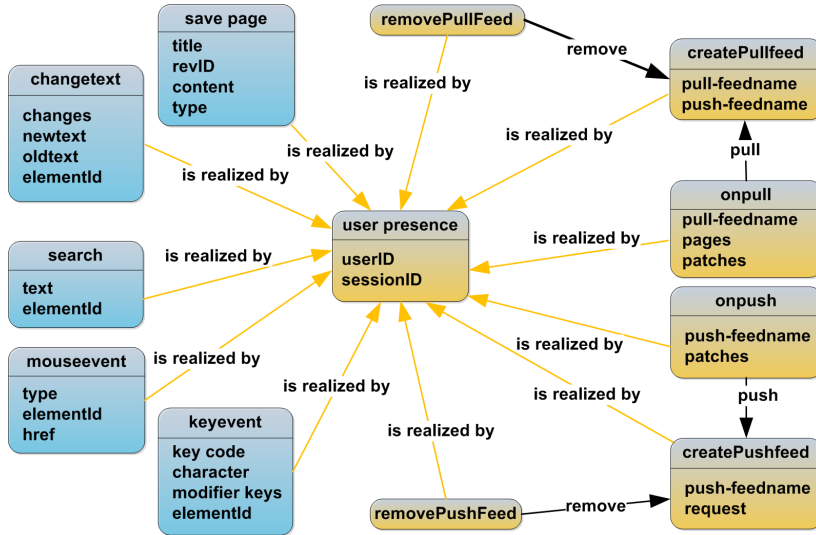 save page
title
revID
content
type
removePullFeed
remove
createPullfeed
pull-feedname
push-feedname
changetext
changes
newtext
oldtext
elementId
is realized by
is realized by
is realized by
is realized by
pull
onpull
pull-feedname
pages
patches
user presence
userID
sessionID
is realized by
search
text
elementId
is realized by
onpush
push-feedname
patches
mouseevent
type
elementId
href
is realized by
is realized by
is realized by
is realized by
push
keyevent
key code
character
modifier keys
elementId
createPushfeed
push-feedname
request
removePushFeed
remove